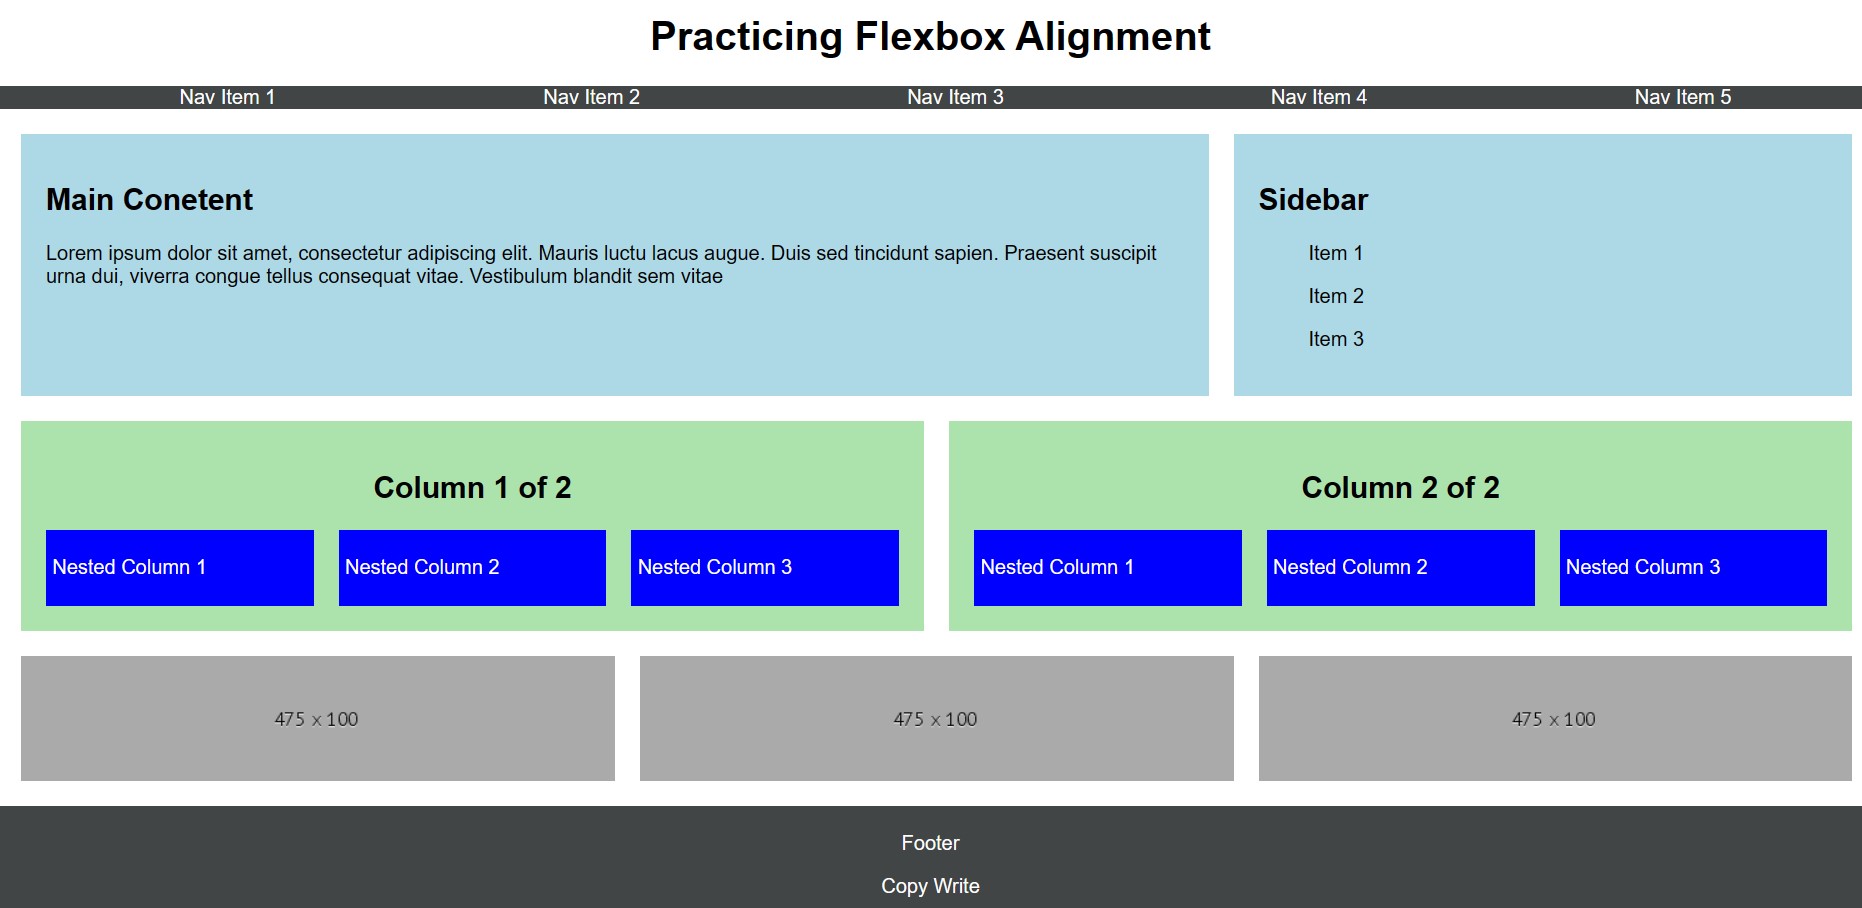 Practicing Flexbox Alignment
Nav Item 1 Nav Item 2 Nav Item 3 Nav Item 4 Nav Item 5
Main Conetent
Lorem ipsum dolor sit amet, consectetur adipiscing elit. Mauris luctu lacus augue. Duis sed tincidunt sapien. Praesent suscipit
urna dui, viverra congue tellus consequat vitae. Vestibulum blandit sem vitae
Sidebar
Item 1
Item 2
Item 3
Column 1 of 2
Nested Column 1 Nested Column 2 Nested Column 3
Column 2 of 2
Nested Column 1 Nested Column 2 Nested Column 3
475 x 100 475 x 100 475 x 100
Footer
Copy Write